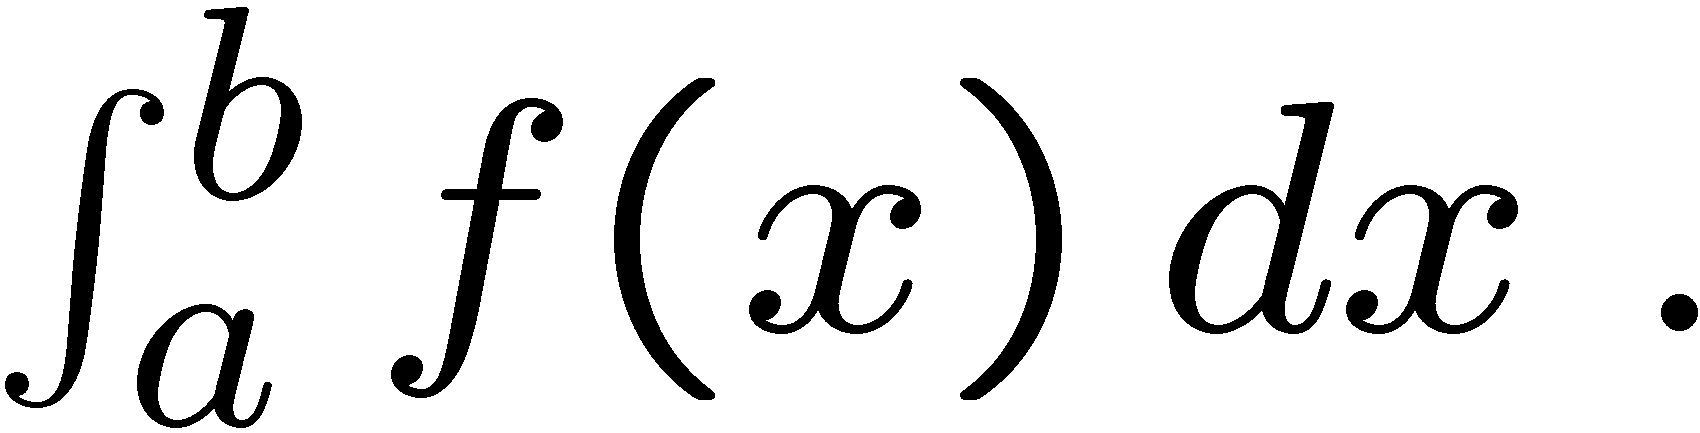 ∫_a^b f(x) dx .